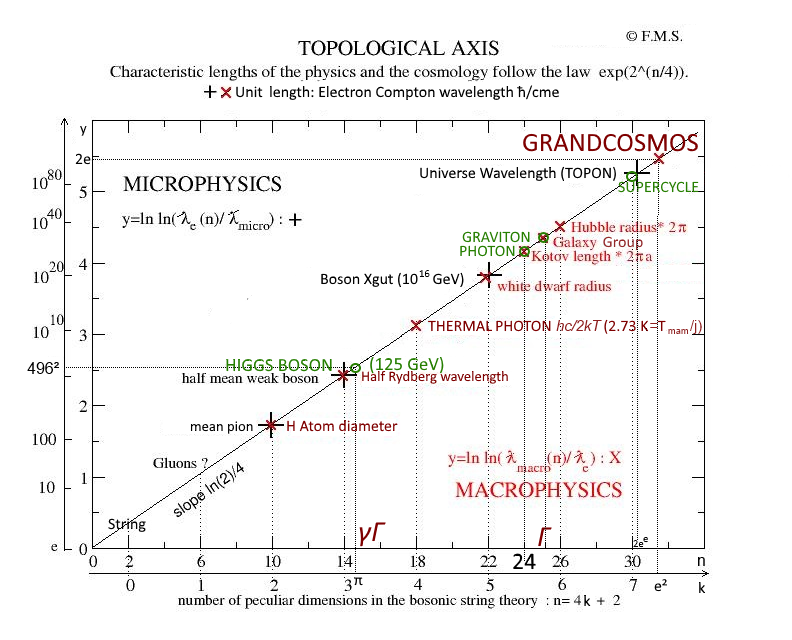 © F.M.S.
TOPOLOGICAL AXIS
Characteristic lengths of the physics and the cosmology follow the law exp(2^(n/4)).
+ × Unit length: Electron Compton wavelength ħ/cme
y
GRANDCOSMOS
2e
Universe Wavelength (TOPON)
10^80
MICROPHYSICS
SUPERCYCLE
5
10^40
y=ln ln(ƛe (n)/ ƛmicro) : +
Hubble radius* 2π
GRAVITON
Galaxy Group
PHOTON
Kotov length * 2πa
4
10^20
Boson Xgut (10^16 GeV)
white dwarf radius
10^10
3
THERMAL PHOTON hc/2kT (2.73 K=Tmam/j)
496²
HIGGS BOSON (125 GeV)
half mean weak boson
Half Rydberg wavelength
2
mean pion
H Atom diameter
100
Gluons ?
y=ln ln( ƛmacro(n)/ƛe ) : X
slope ln(2)/4
1
10
MACROPHYSICS
String
γΓ
Γ
2e^e
e
0
0 2 6 10 14 18 22 24 26 30 n
0 1 2 3π 4 5 6 7 e² k
number of peculiar dimensions in the bosonic string theory : n= 4k + 2